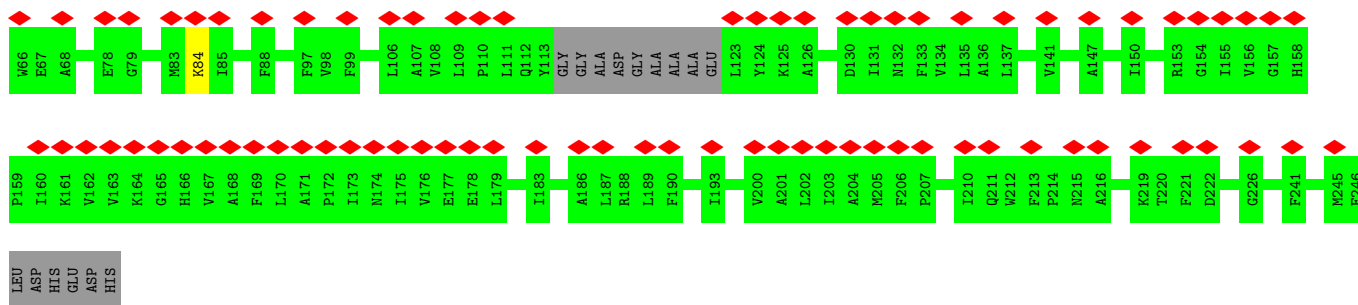 W66 E67 A68 E78 G79 M83 K84 I85 F88 F97 V98 F99 L106 A107 V108 L109 P110 L111 Q112 Y113 GLY GLY ALA ASP GLY ALA ALA ALA GLU L123 Y124 K125 A126 D130 I131 N132 F133 V134 L135 A136 L137 V141 A147 I150 R153 G154 I155 V156 G157 H158
P159 I160 K161 V162 V163 K164 G165 H166 V167 A168 F169 L170 A171 P172 I173 N174 I175 V176 E177 E178 L179 I183 A186 L187 R188 L189 F190 I193 V200 A201 L202 I203 A204 M205 F206 P207 I210 Q211 W212 F213 P214 N215 A216 K219 T220 F221 D222 G226 F241 M245 E246
LEU ASP HIS GLU ASP HIS